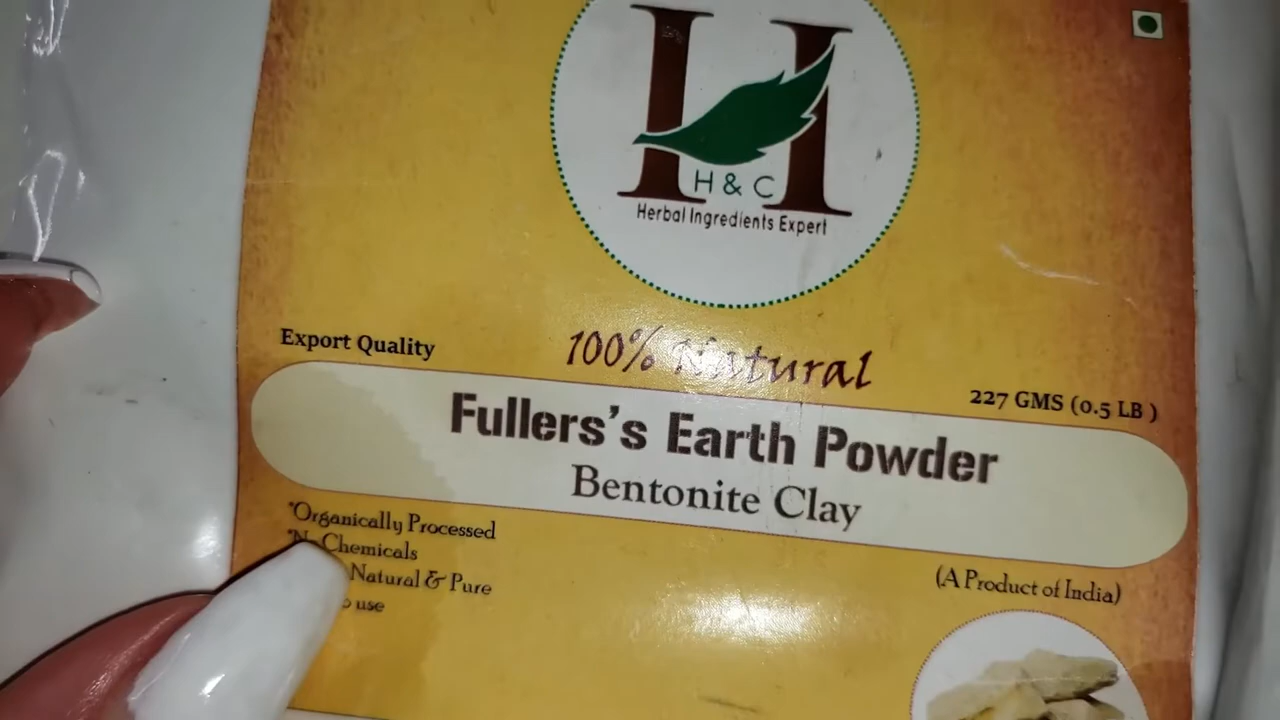 H
H & C
Herbal Ingredients Expert
Export Quality
100% Natural
227 GMS (0.5 LB )
Fullers's Earth Powder
Bentonite Clay
*Organically Processed
*No Chemicals
Natural & Pure
use
(A Product of India)